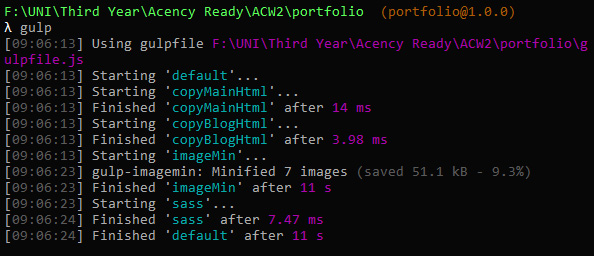 F:\UNI\Third Year\Acency Ready\ACW2\portfolio (portfolio@1.0.0)
λ gulp
[09:06:13] Using gulpfile F:\UNI\Third Year\Acency Ready\ACW2\portfolio\g
ulpfile.js
[09:06:13] Starting 'default'...
[09:06:13] Starting 'copyMainHtml'...
[09:06:13] Finished 'copyMainHtml' after 14 ms
[09:06:13] Starting 'copyBlogHtml'...
[09:06:13] Finished 'copyBlogHtml' after 3.98 ms
[09:06:13] Starting 'imageMin'...
[09:06:23] gulp-imagemin: Minified 7 images (saved 51.1 kB - 9.3%)
[09:06:23] Finished 'imageMin' after 11 s
[09:06:23] Starting 'sass'...
[09:06:24] Finished 'sass' after 7.47 ms
[09:06:24] Finished 'default' after 11 s